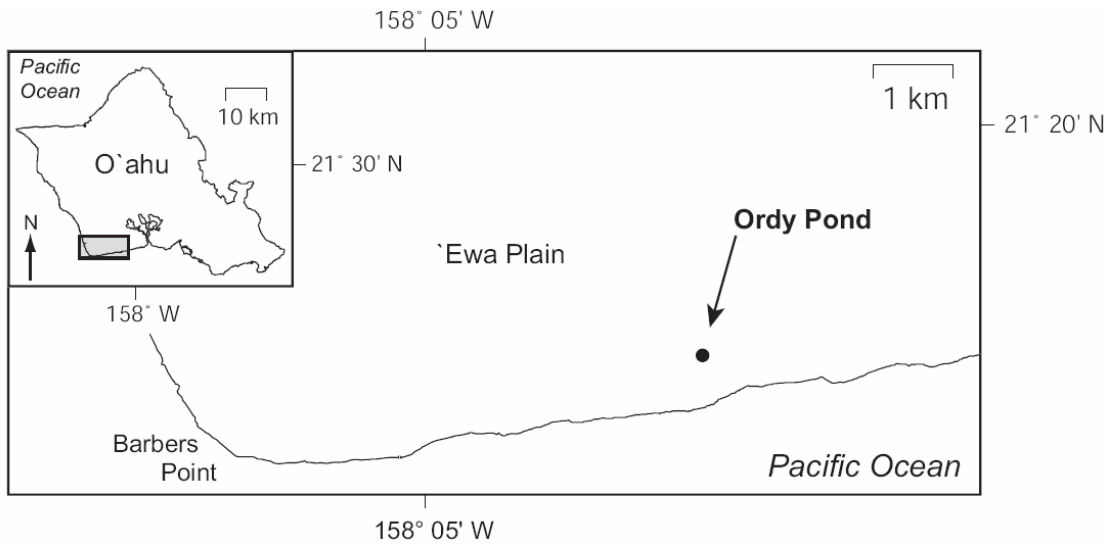 158° 05' W
Pacific
Ocean
10 km
O`ahu
21° 30' N
N
158° W
1 km
21° 20' N
Ordy Pond
`Ewa Plain
Barbers
Point
Pacific Ocean
158° 05' W